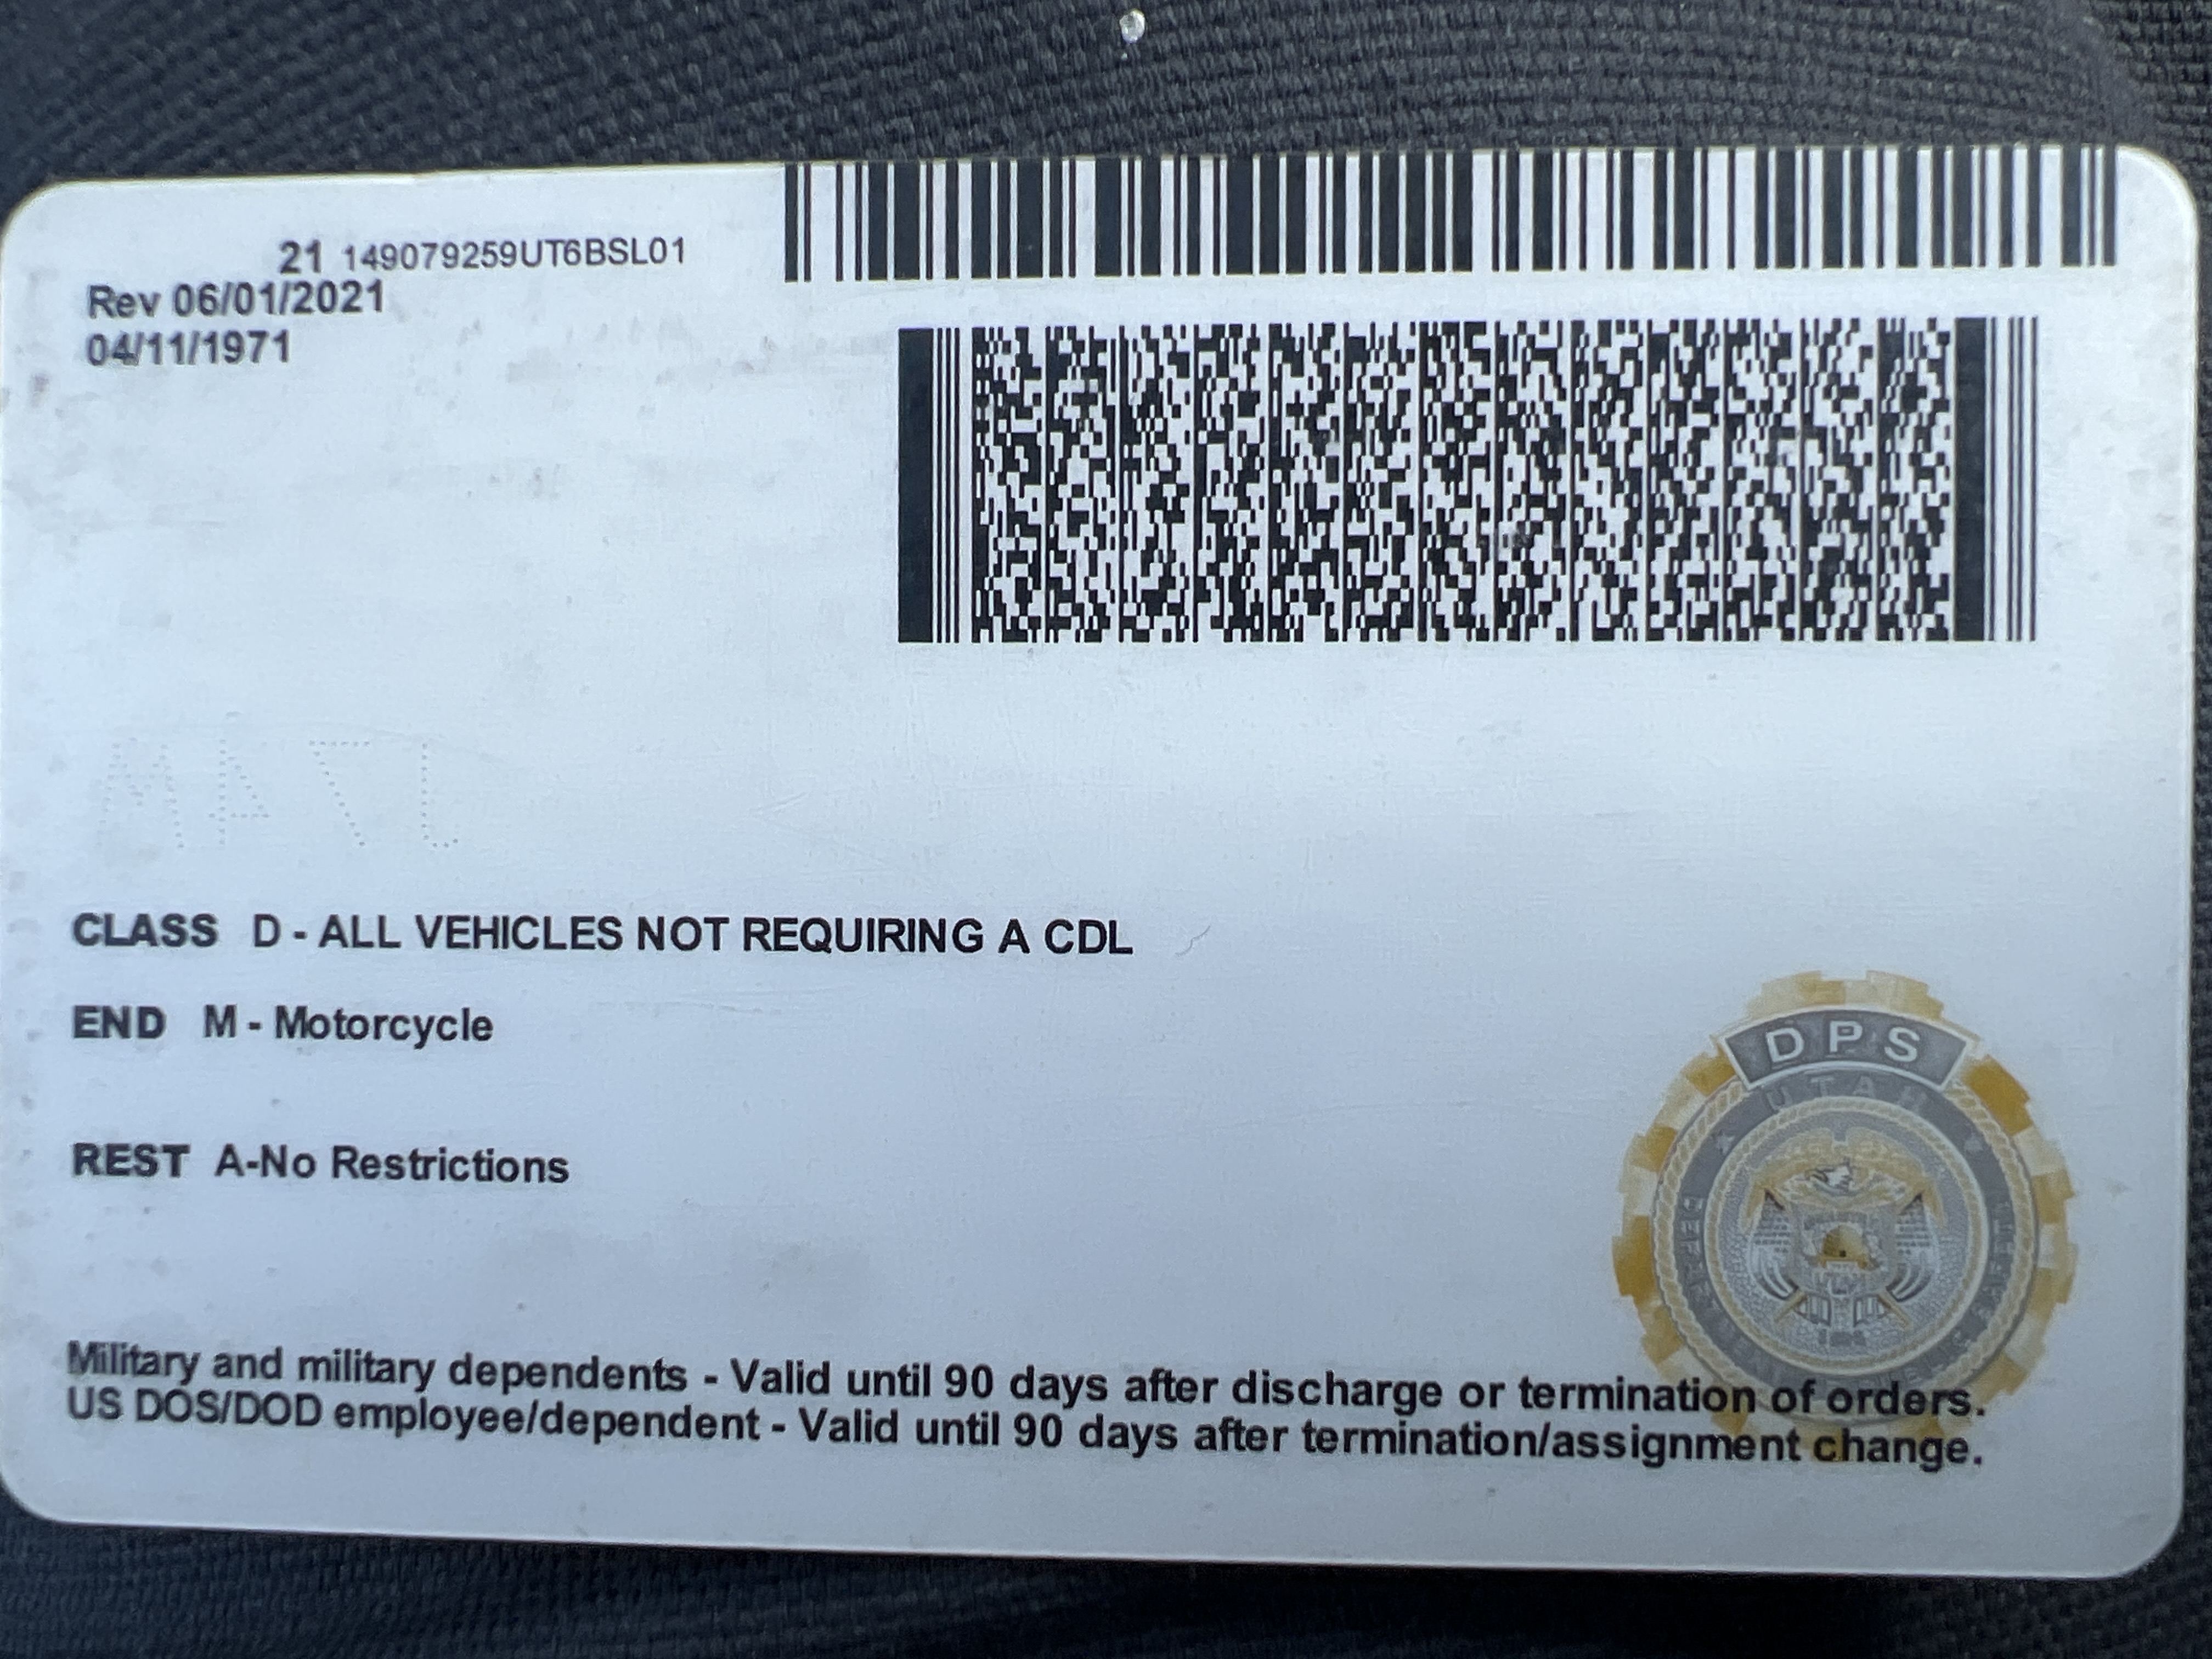 21 149079259UT6BSL01
Rev 06/01/2021
04/11/1971
CLASS D - ALL VEHICLES NOT REQUIRING A CDL
END M - Motorcycle
REST A-No Restrictions
Military and military dependents - Valid until 90 days after discharge or termination of orders.
US DOS/DOD employee/dependent - Valid until 90 days after termination/assignment change.
DPS
UTAH